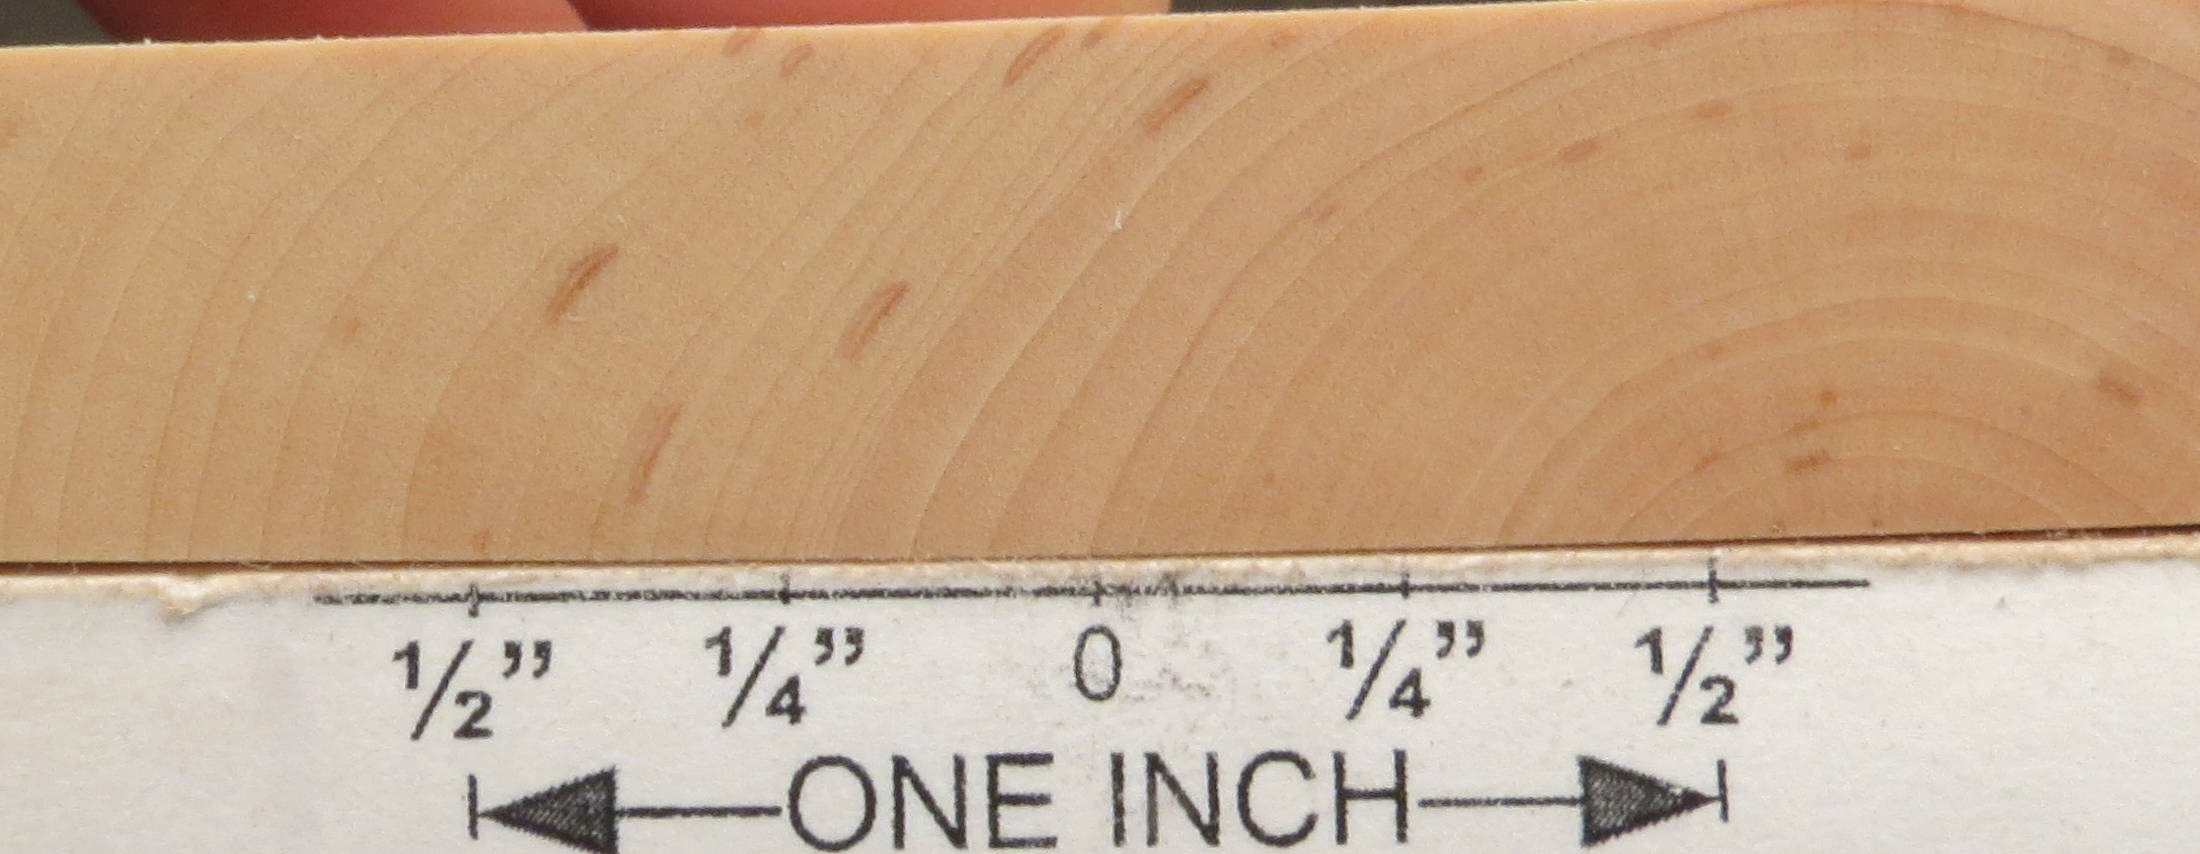 1/2” 1/4” 0 1/4” 1/2”
ONE INCH